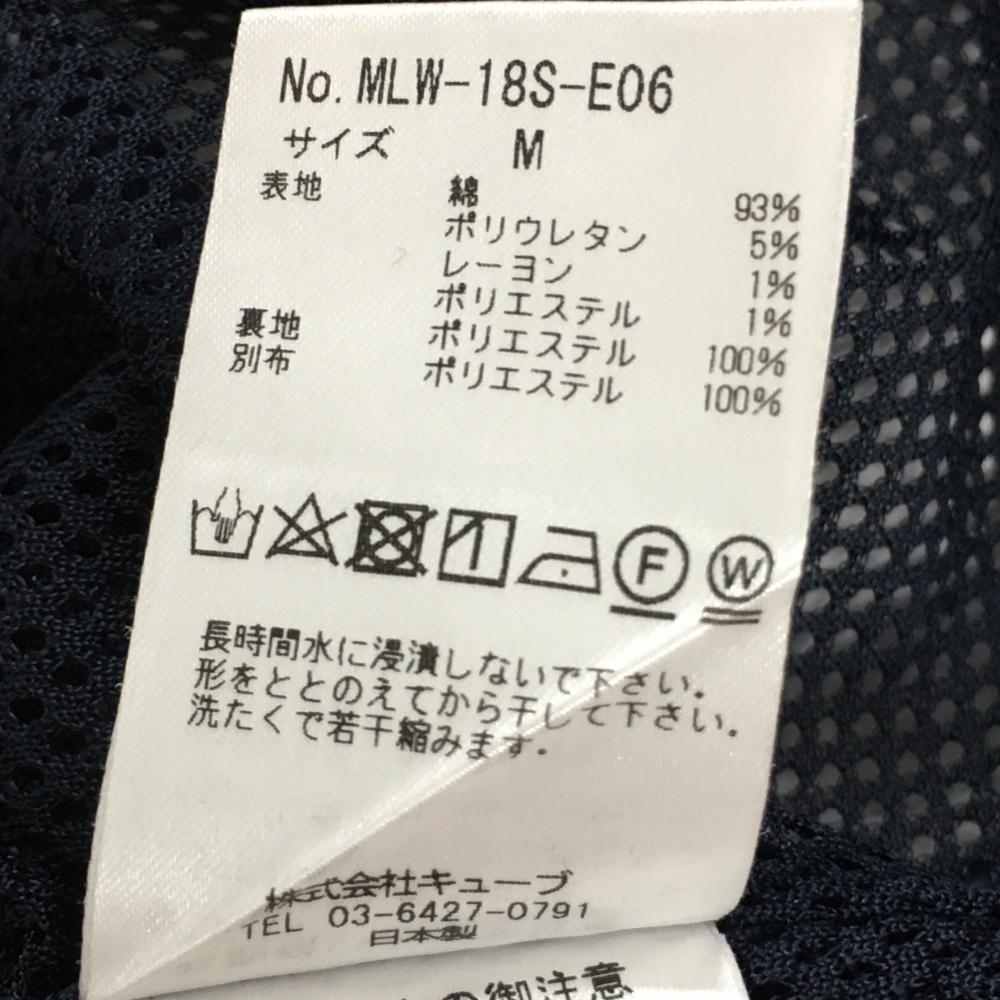 No. MLW-18S-E06
サイズ M
表地 綿 93%
ポリウレタン 5%
レーヨン 1%
ポリエステル 1%
裏地 ポリエステル 100%
別布 ポリエステル 100%
F W
長時間水に浸漬しないで下さい.
形をととのえてから干して下さい.
洗たくで若干縮みます.
株式会社キューブ
TEL 03-6427-0791
日本製
の御注意